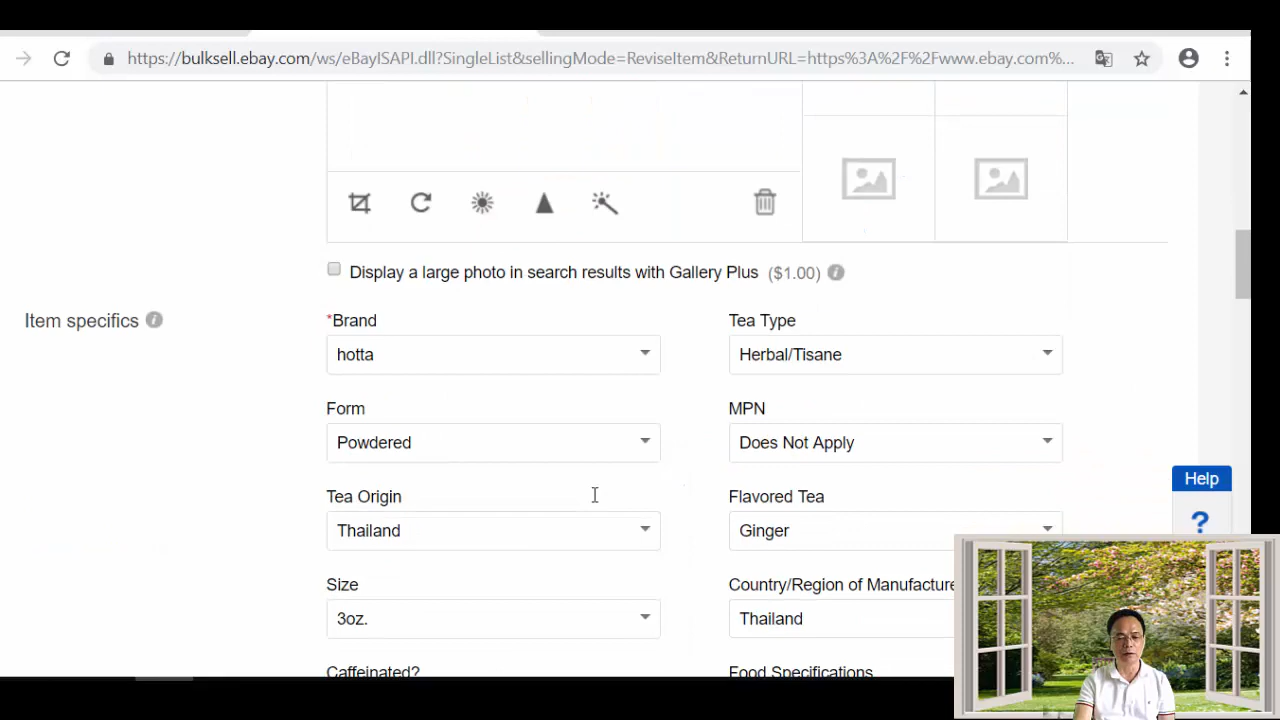 https://bulksell.ebay.com/ws/eBayISAPI.dll?SingleList&sellingMode=ReviseItem&ReturnURL=https%3A%2F%2Fwww.ebay.com%...
Display a large photo in search results with Gallery Plus ($1.00)
Item specifics
*Brand
Tea Type
hotta
Herbal/Tisane
Form
MPN
Powdered
Does Not Apply
Help
?
Tea Origin
Flavored Tea
Thailand
Ginger
Size
Country/Region of Manufacture
3oz.
Thailand
Caffeinated?
Food Specifications